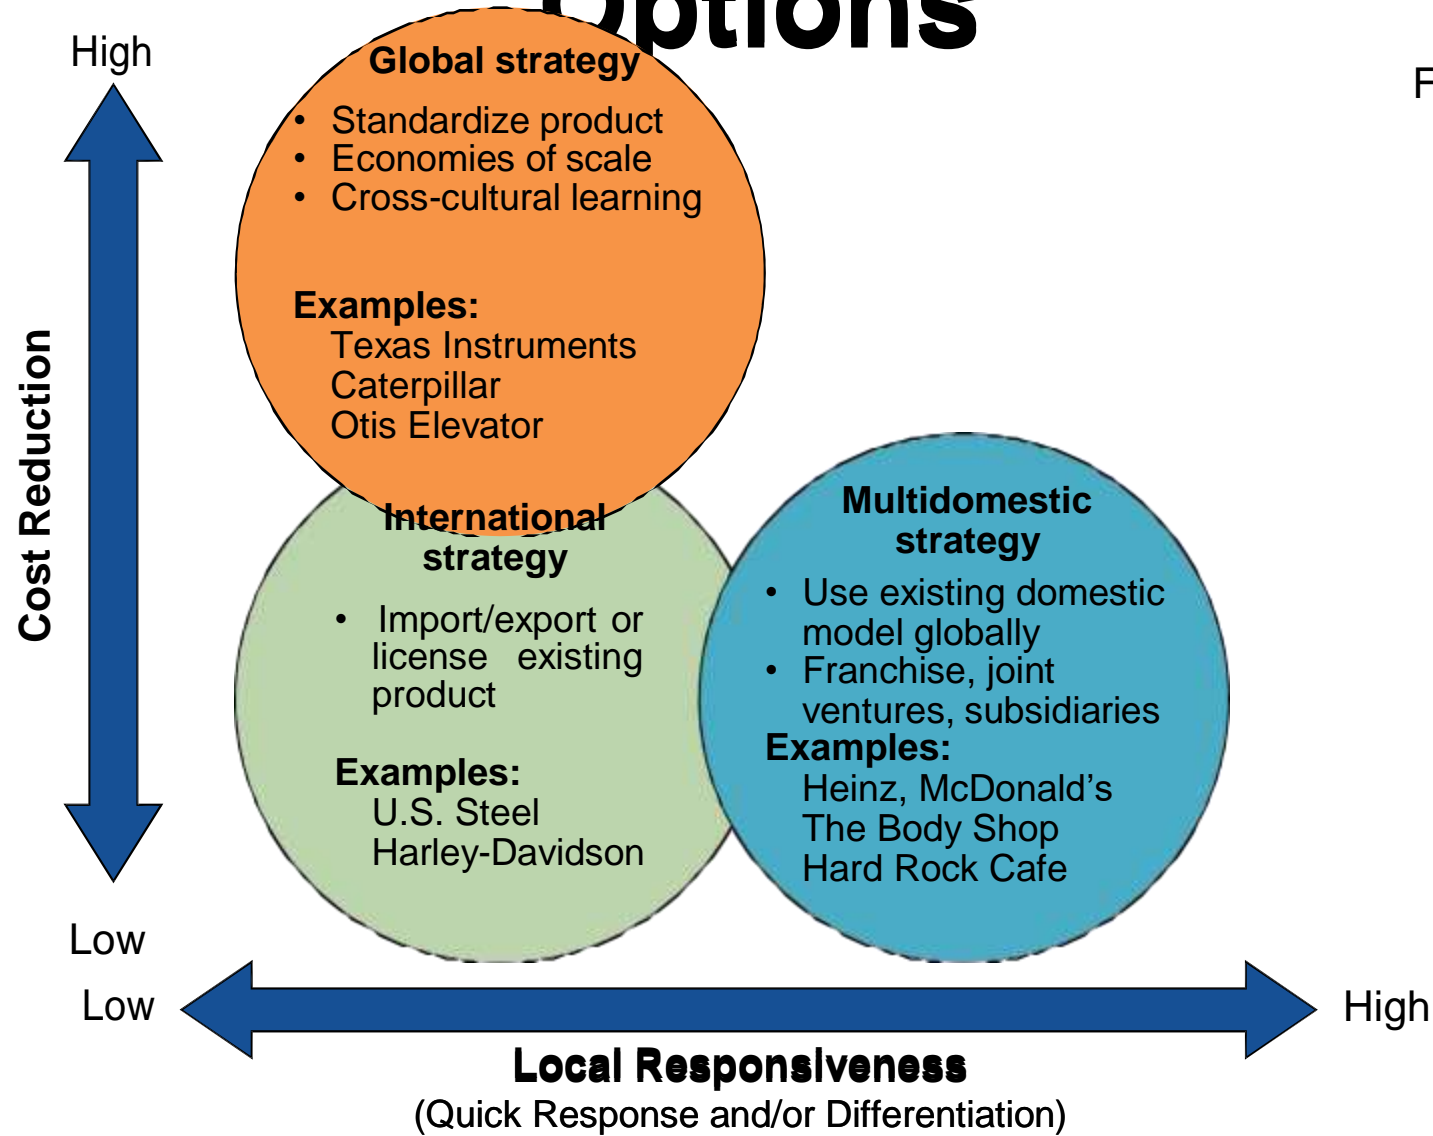 Options
High
F
Global strategy
• Standardize product
• Economies of scale
• Cross-cultural learning
Examples:
Texas Instruments
Caterpillar
Otis Elevator
Cost Reduction
International
strategy
• Import/export or
license existing
product
Examples:
U.S. Steel
Harley-Davidson
Multidomestic
strategy
• Use existing domestic
model globally
• Franchise, joint
ventures, subsidiaries
Examples:
Heinz, McDonald’s
The Body Shop
Hard Rock Cafe
Low
Low
High
Local Responsiveness
(Quick Response and/or Differentiation)